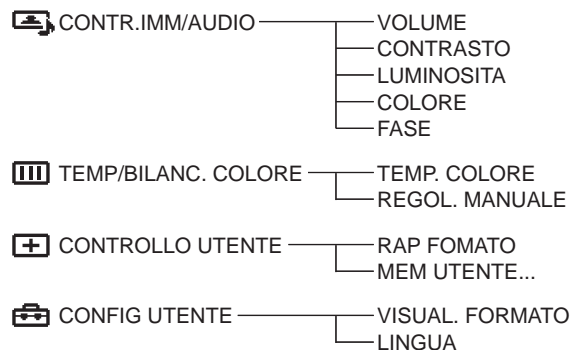 CONTR.IMM/AUDIO VOLUME
CONTRASTO
LUMINOSITA
COLORE
FASE
TEMP/BILANC. COLORE TEMP. COLORE
REGOL. MANUALE
CONTROLLO UTENTE RAP FOMATO
MEM UTENTE...
CONFIG UTENTE VISUAL. FORMATO
LINGUA